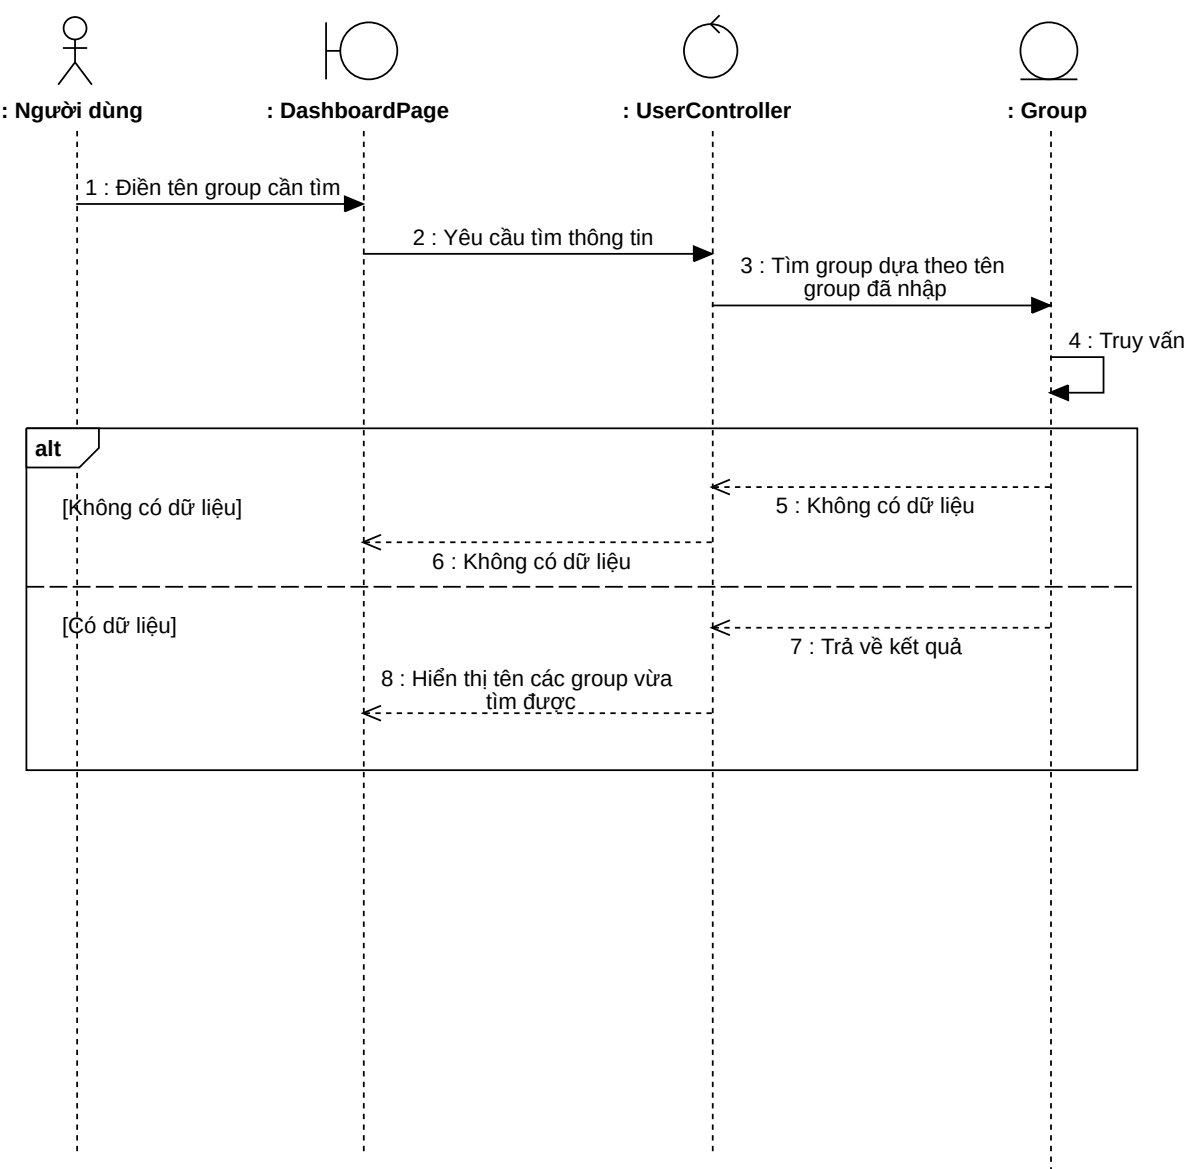 : Người dùng
: DashboardPage
: UserController
: Group
1 : Điền tên group cần tìm
2 : Yêu cầu tìm thông tin
3 : Tìm group dựa theo tên
group đã nhập
4 : Truy vấn
alt
[Không có dữ liệu]
5 : Không có dữ liệu
6 : Không có dữ liệu
[Có dữ liệu]
7 : Trả về kết quả
8 : Hiển thị tên các group vừa
tìm được